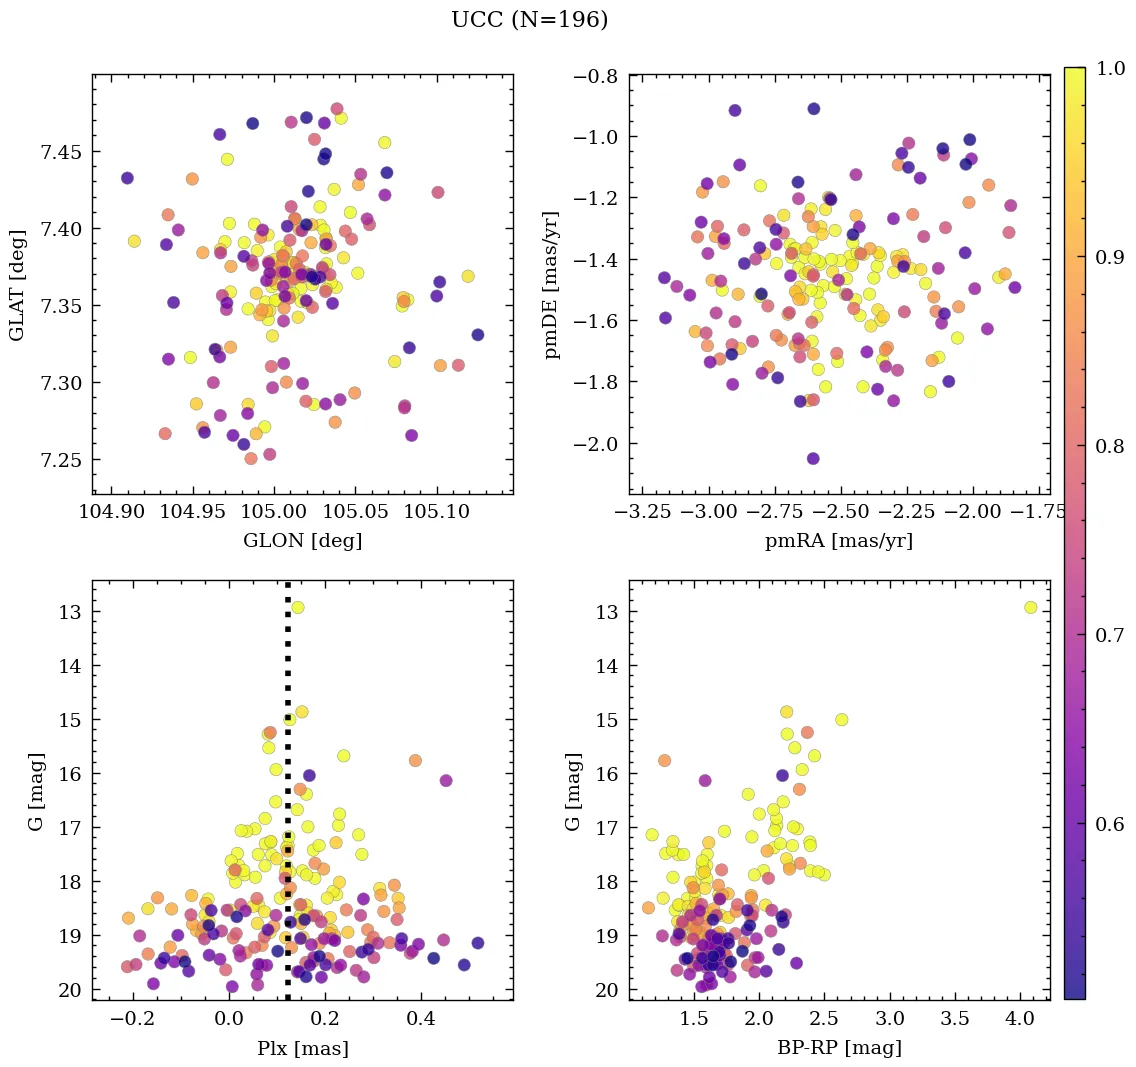 UCC (N=196)
7.45
7.40
7.35
7.30
7.25
GLAT [deg]
104.90 104.95 105.00 105.05 105.10
GLON [deg]
−0.8
−1.0
−1.2
−1.4
−1.6
−1.8
−2.0
pmDE [mas/yr]
−3.25 −3.00 −2.75 −2.50 −2.25 −2.00 −1.75
pmRA [mas/yr]
13
14
15
16
17
18
19
20
G [mag]
−0.2 0.0 0.2 0.4
Plx [mas]
13
14
15
16
17
18
19
20
G [mag]
1.5 2.0 2.5 3.0 3.5 4.0
BP-RP [mag]
1.0
0.9
0.8
0.7
0.6